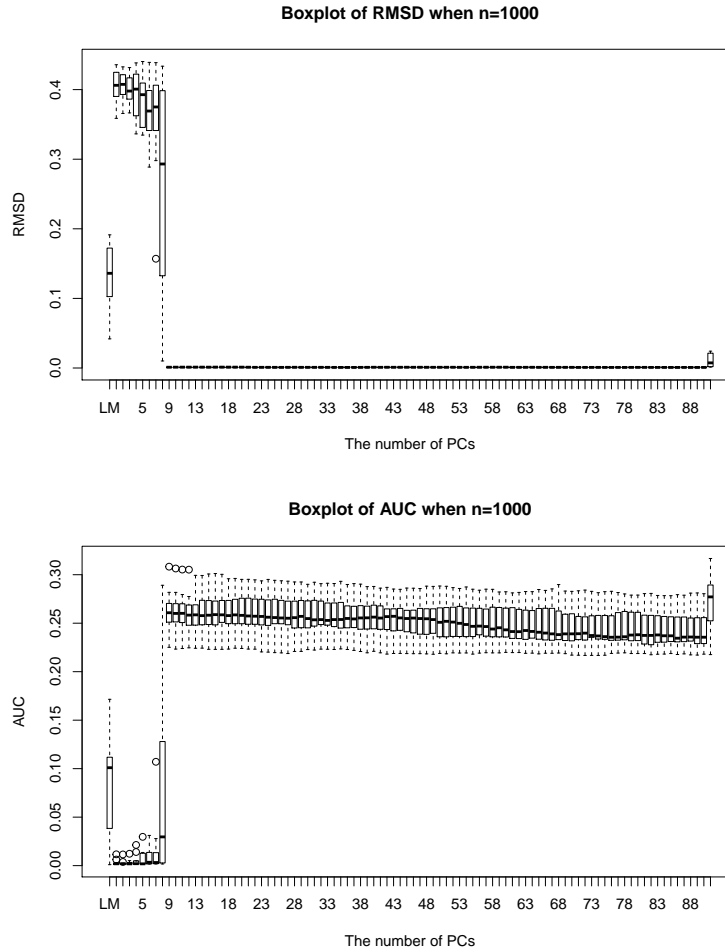 Boxplot of RMSD when n=1000
RMSD
0.4
0.3
0.2
0.1
0.0
LM 5 9 13 18 23 28 33 38 43 48 53 58 63 68 73 78 83 88
The number of PCs
Boxplot of AUC when n=1000
AUC
0.30
0.25
0.20
0.15
0.10
0.05
0.00
LM 5 9 13 18 23 28 33 38 43 48 53 58 63 68 73 78 83 88
The number of PCs